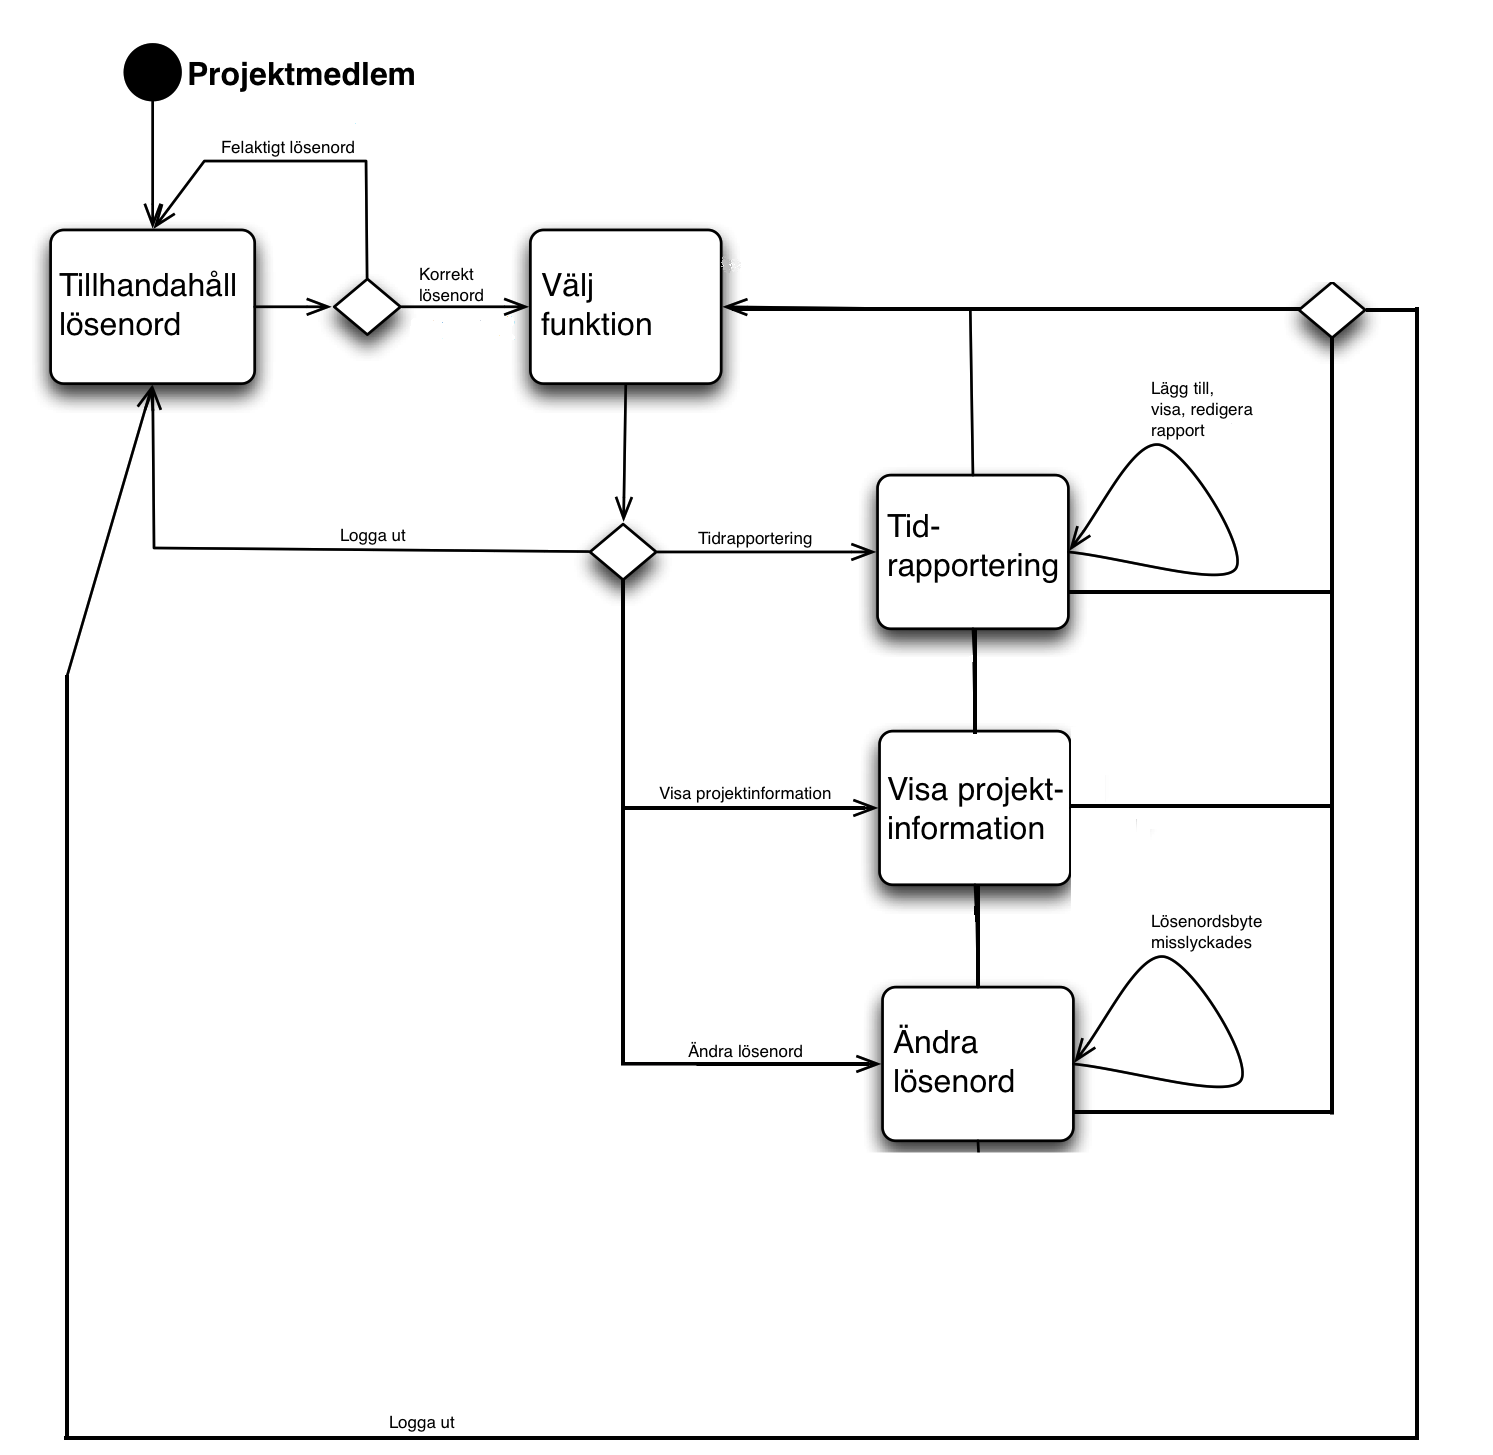 Projektmedlem
Felaktigt lösenord
Tillhandahåll
lösenord
Korrekt
lösenord
Välj
funktion
Lägg till,
visa, redigera
rapport
Logga ut
Tidrapportering
Tid-
rapportering
Visa projektinformation
Visa projekt-
information
Lösenordsbyte
misslyckades
Ändra lösenord
Ändra
lösenord
Logga ut